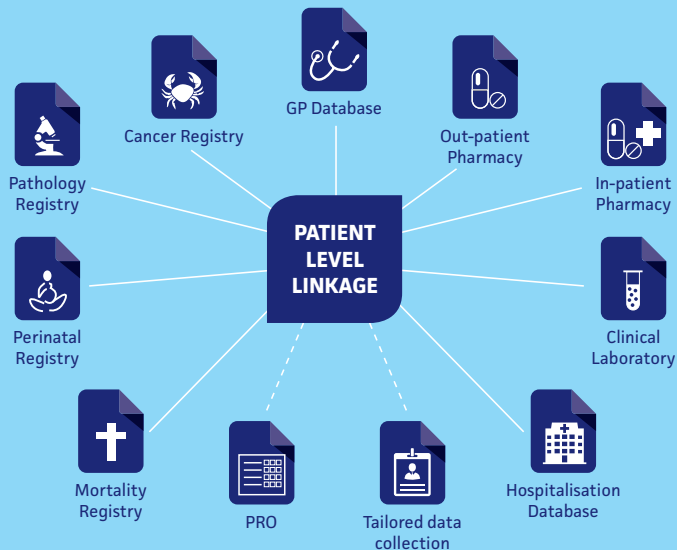 GP Database
Cancer Registry
Out-patient
Pharmacy
Pathology
Registry
In-patient
Pharmacy
PATIENT
LEVEL
LINKAGE
Perinatal
Registry
Clinical
Laboratory
Mortality
Registry
PRO
Tailored data
collection
Hospitalisation
Database